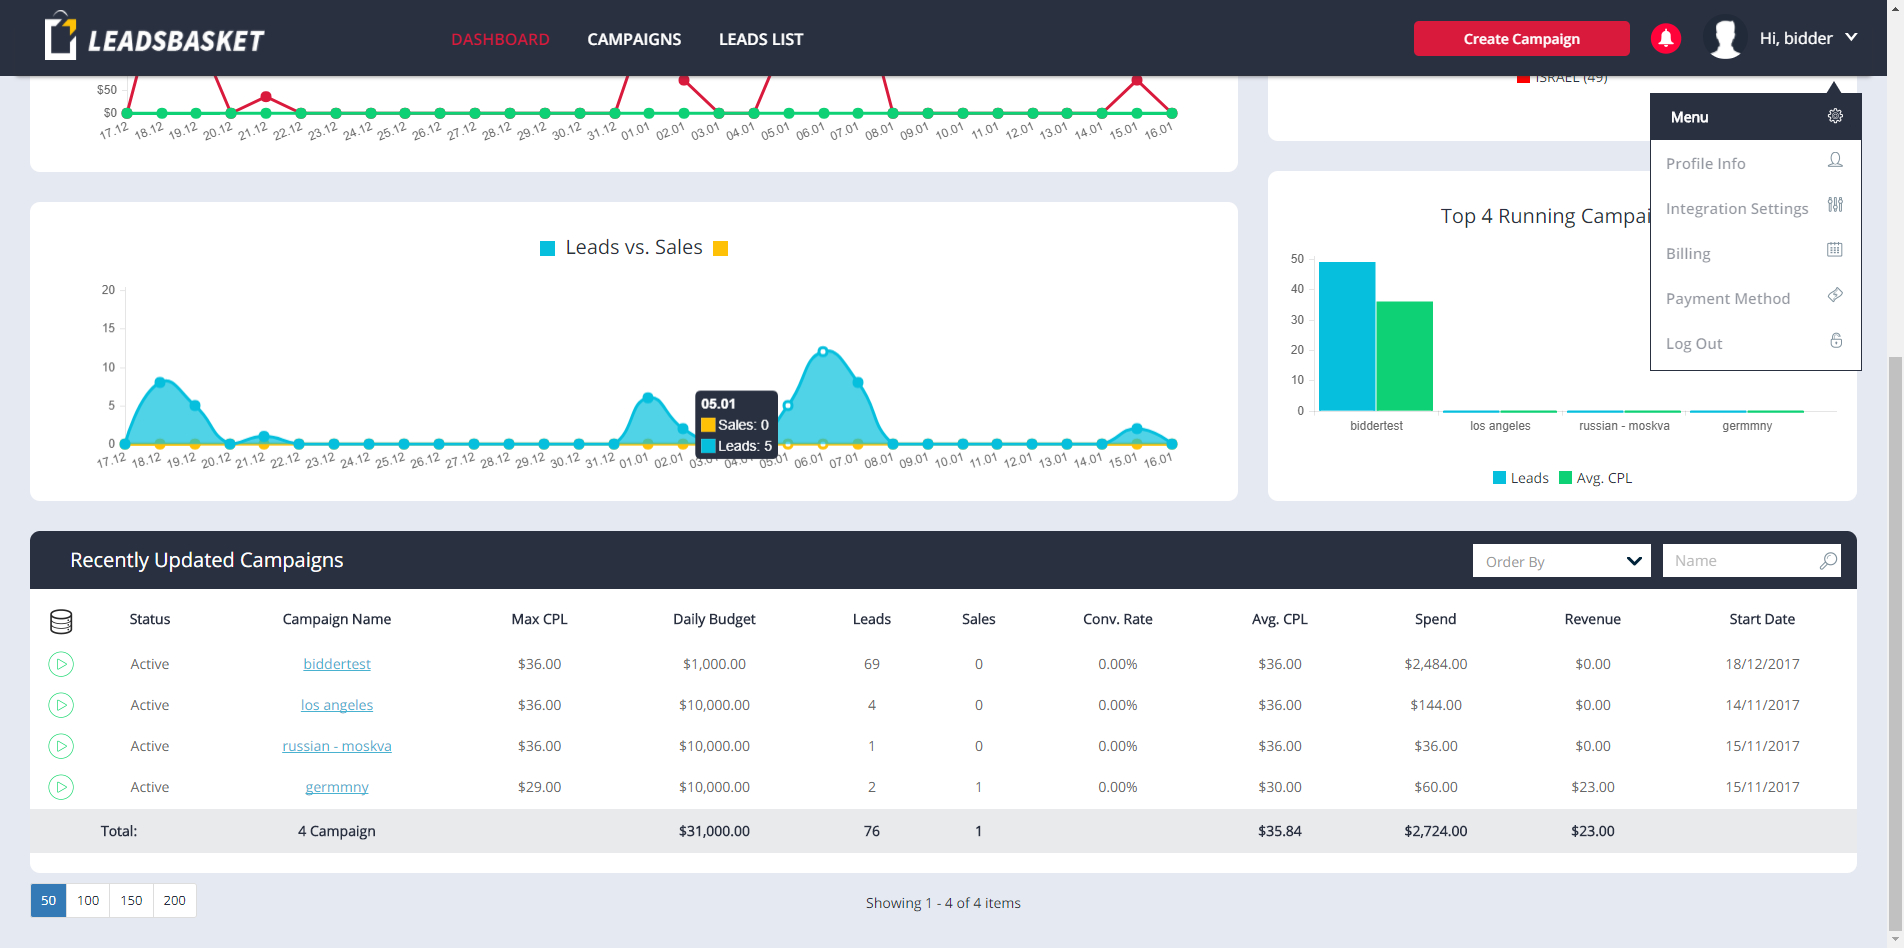 LEADSBASKET
DASHBOARD CAMPAIGNS LEADS LIST
Create Campaign
Hi, bidder
$50
$0
17.12 18.12 19.12 20.12 21.12 22.12 23.12 24.12 25.12 26.12 27.12 28.12 29.12 30.12 31.12 01.01 02.01 03.01 04.01 05.01 06.01 07.01 08.01 09.01 10.01 11.01 12.01 13.01 14.01 15.01 16.01
ISRAEL (49)
Menu
Profile Info
Integration Settings
Billing
Payment Method
Log Out
Leads vs. Sales
20
15
10
5
0
17.12 18.12 19.12 20.12 21.12 22.12 23.12 24.12 25.12 26.12 27.12 28.12 29.12 30.12 31.12 01.01 02.01 03.01 04.01 05.01 06.01 07.01 08.01 09.01 10.01 11.01 12.01 13.01 14.01 15.01 16.01
05.01
Sales: 0
Leads: 5
Top 4 Running Campai
50
40
30
20
10
0
biddertest los angeles russian - moskva germmny
Leads Avg. CPL
Recently Updated Campaigns
Order By
Name
Status Campaign Name Max CPL Daily Budget Leads Sales Conv. Rate Avg. CPL Spend Revenue Start Date
Active biddertest $36.00 $1,000.00 69 0 0.00% $36.00 $2,484.00 $0.00 18/12/2017
Active los angeles $36.00 $10,000.00 4 0 0.00% $36.00 $144.00 $0.00 14/11/2017
Active russian - moskva $36.00 $10,000.00 1 0 0.00% $36.00 $36.00 $0.00 15/11/2017
Active germmny $29.00 $10,000.00 2 1 0.00% $30.00 $60.00 $23.00 15/11/2017
Total: 4 Campaign $31,000.00 76 1 $35.84 $2,724.00 $23.00
50 100 150 200
Showing 1 - 4 of 4 items